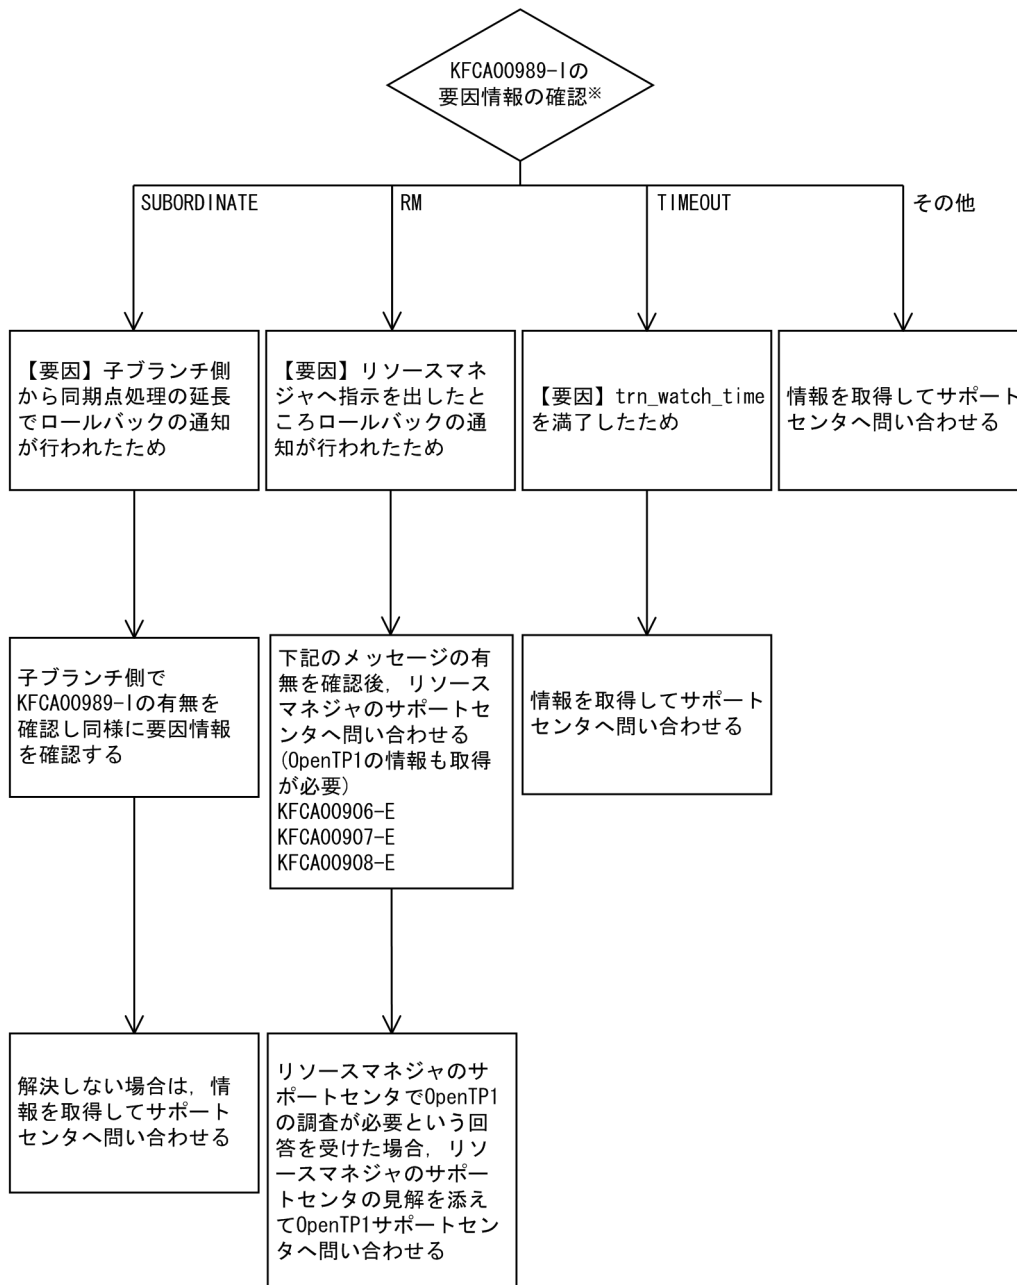 KFCA00989-Iの
要因情報の確認※
SUBORDINATE
RM
TIMEOUT
その他
【要因】子ブランチ側
から同期点処理の延長
でロールバックの通知
が行われたため
【要因】リソースマネ
ジャへ指示を出したと
ころロールバックの通
知が行われたため
【要因】trn_watch_time
を満了したため
情報を取得してサポート
センタへ問い合わせる
子ブランチ側で
KFCA00989-Iの有無を
確認し同様に要因情報
を確認する
下記のメッセージの有
無を確認後，リソース
マネジャのサポートセ
ンタへ問い合わせる
(OpenTP1の情報も取得
が必要)
KFCA00906-E
KFCA00907-E
KFCA00908-E
情報を取得してサポート
センタへ問い合わせる
解決しない場合は，情
報を取得してサポート
センタへ問い合わせる
リソースマネジャのサ
ポートセンタでOpenTP1
の調査が必要という回
答を受けた場合，リソ
ースマネジャのサポー
トセンタの見解を添え
てOpenTP1サポートセン
タへ問い合わせる